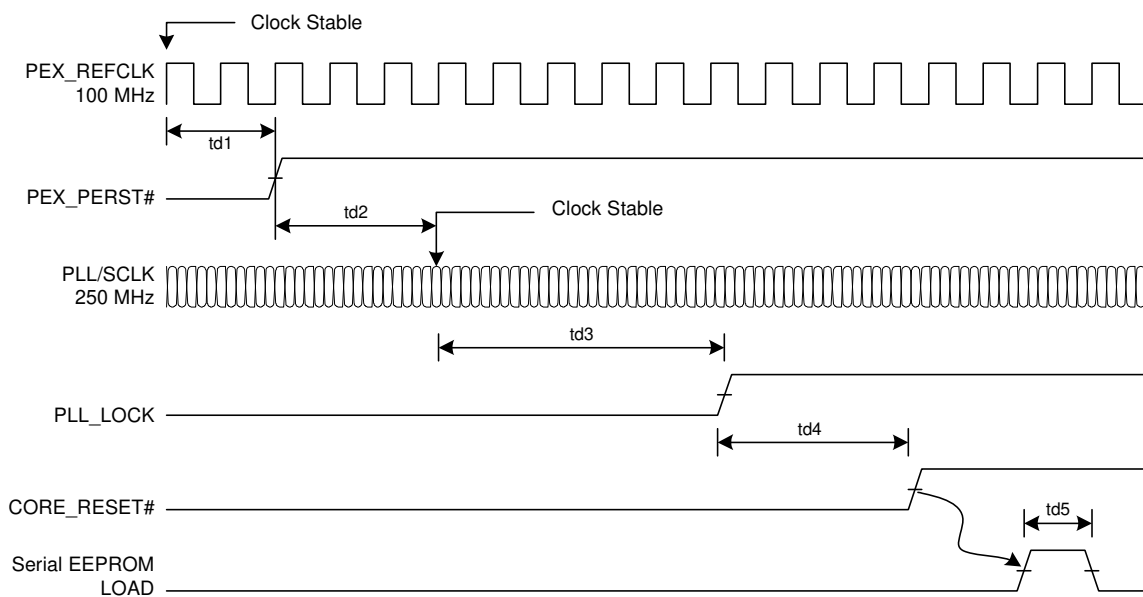 Clock Stable
PEX_REFCLK
100 MHz
td1
PEX_PERST#
td2
Clock Stable
PLL/SCLK
250 MHz
td3
PLL_LOCK
td4
CORE_RESET#
td5
Serial EEPROM
LOAD